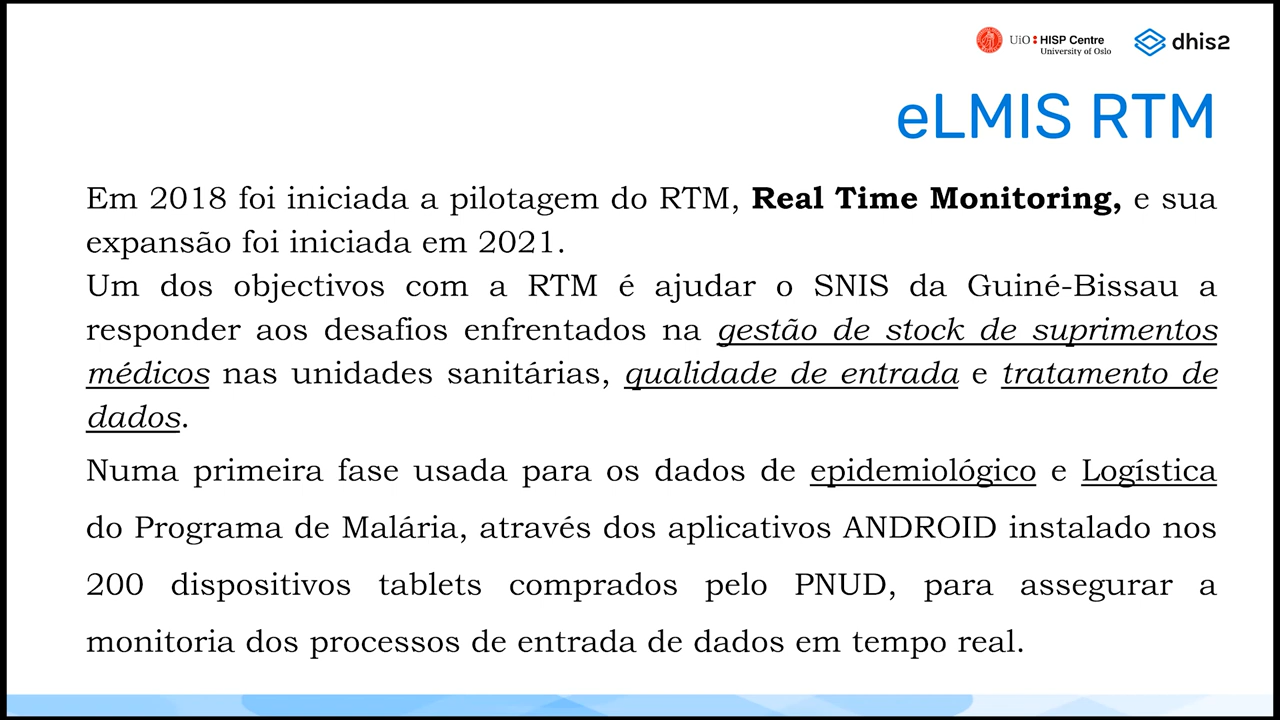 UiO HISP Centre
University of Oslo
dhis2
eLMIS RTM
Em 2018 foi iniciada a pilotagem do RTM, Real Time Monitoring, e sua
expansão foi iniciada em 2021.
Um dos objectivos com a RTM é ajudar o SNIS da Guiné-Bissau a
responder aos desafios enfrentados na gestão de stock de suprimentos
médicos nas unidades sanitárias, qualidade de entrada e tratamento de
dados.
Numa primeira fase usada para os dados de epidemiológico e Logística
do Programa de Malária, através dos aplicativos ANDROID instalado nos
200 dispositivos tablets comprados pelo PNUD, para assegurar a
monitoria dos processos de entrada de dados em tempo real.